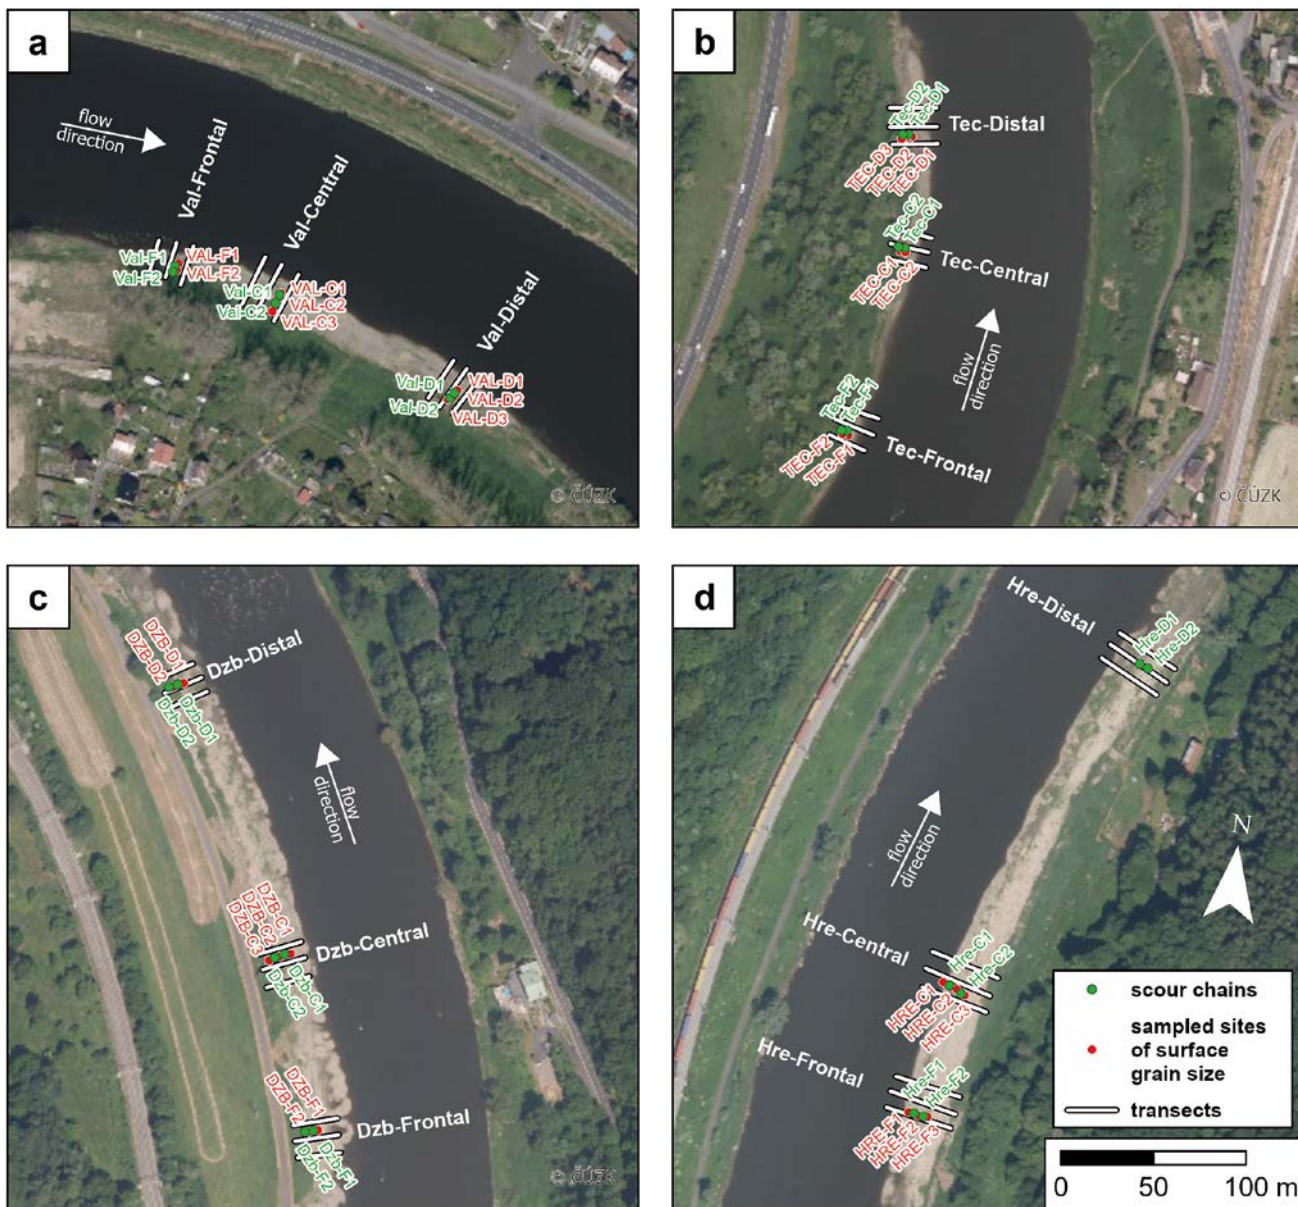 a
flow
direction
Val-Frontal
Val-Central
Val-Distal
Val-F1
Val-F2
VAL-F1
VAL-F2
Val-C1
Val-C2
VAL-C1
VAL-C2
VAL-C3
Val-D1
Val-D2
VAL-D1
VAL-D2
VAL-D3
© ČÚZK
b
Tec-D2
Tec-D1
Tec-Distal
TEC-D3
TEC-D2
TEC-D1
Tec-C2
Tec-C1
Tec-Central
TEC-C1
TEC-C2
flow
direction
Tec-F2
Tec-F1
Tec-Frontal
TEC-F2
TEC-F1
© ČÚZK
c
DZB-D1
DZB-D2
Dzb-Distal
Dzb-D1
Dzb-D2
flow
direction
DZB-C1
DZB-C2
DZB-C3
Dzb-Central
Dzb-C1
Dzb-C2
DZB-F1
DZB-F2
Dzb-Frontal
Dzb-F1
Dzb-F2
© ČÚZK
d
Hre-Distal
Hre-D1
Hre-D2
flow
direction
N
Hre-Central
Hre-C1
Hre-C2
HRE-C1
HRE-C2
HRE-C3
Hre-Frontal
Hre-F1
Hre-F2
HRE-F1
HRE-F2
HRE-F3
scour chains
sampled sites
of surface
grain size
transects
0 50 100 m